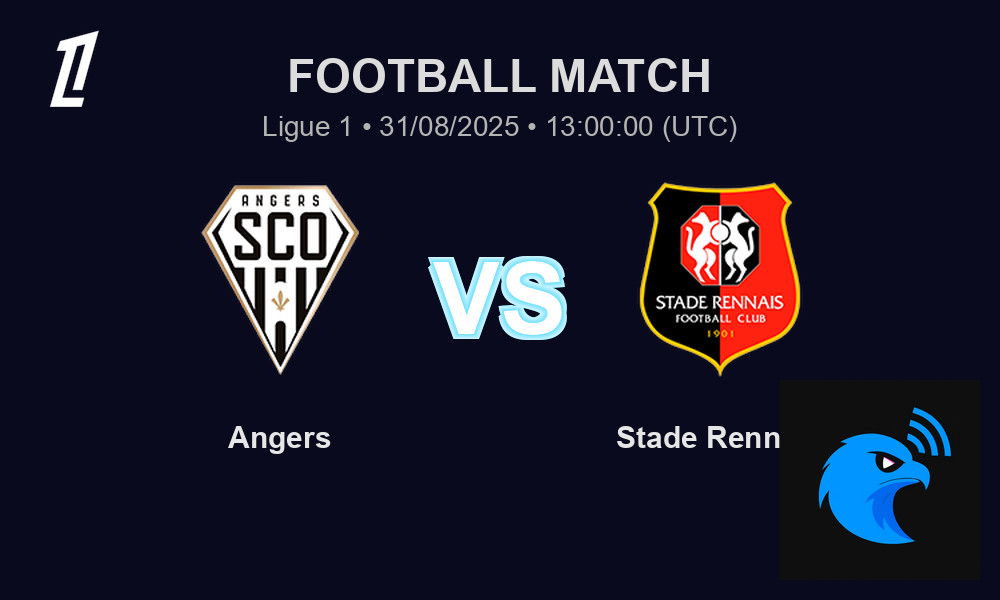 FOOTBALL MATCH
Ligue 1 • 31/08/2025 • 13:00:00 (UTC)
ANGERS
SCO
VS
STADE RENNAIS
FOOTBALL CLUB
1901
Angers
Stade Renn